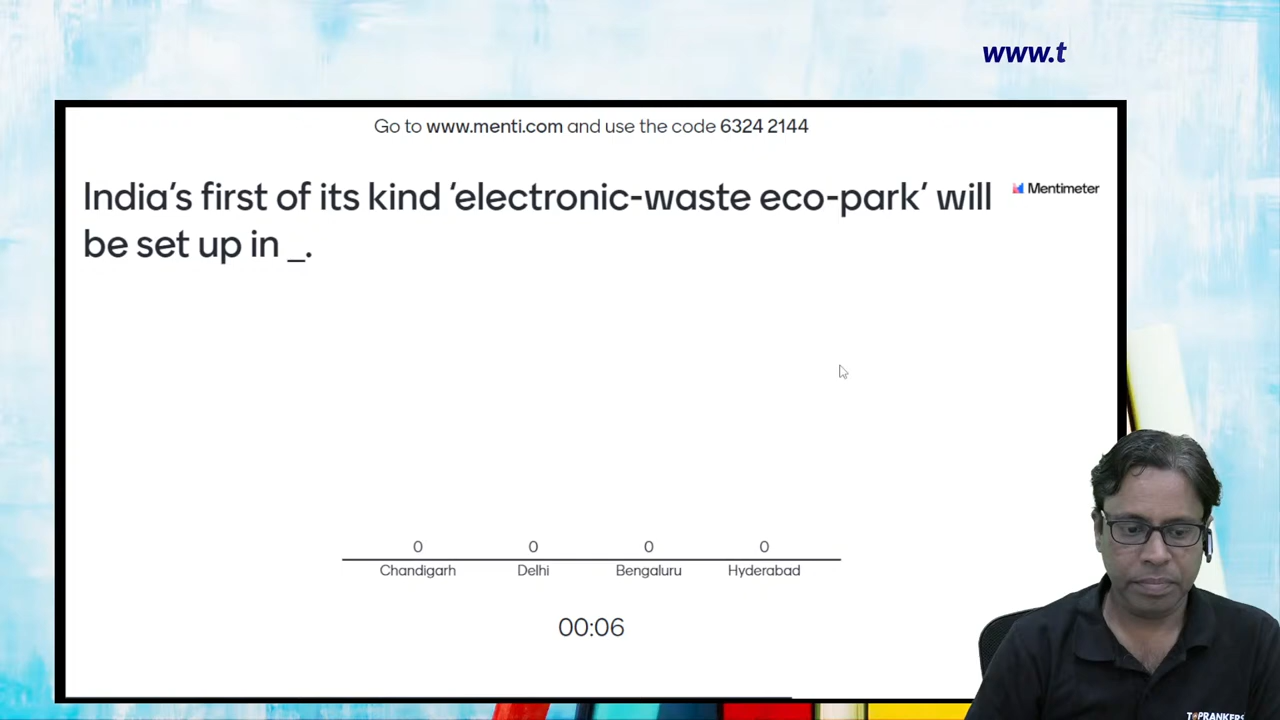 www.t
Go to www.menti.com and use the code 6324 2144
India's first of its kind ‘electronic-waste eco-park’ will
be set up in _.
Mentimeter
0 0 0 0
Chandigarh Delhi Bengaluru Hyderabad
00:06
TOPRANKERS